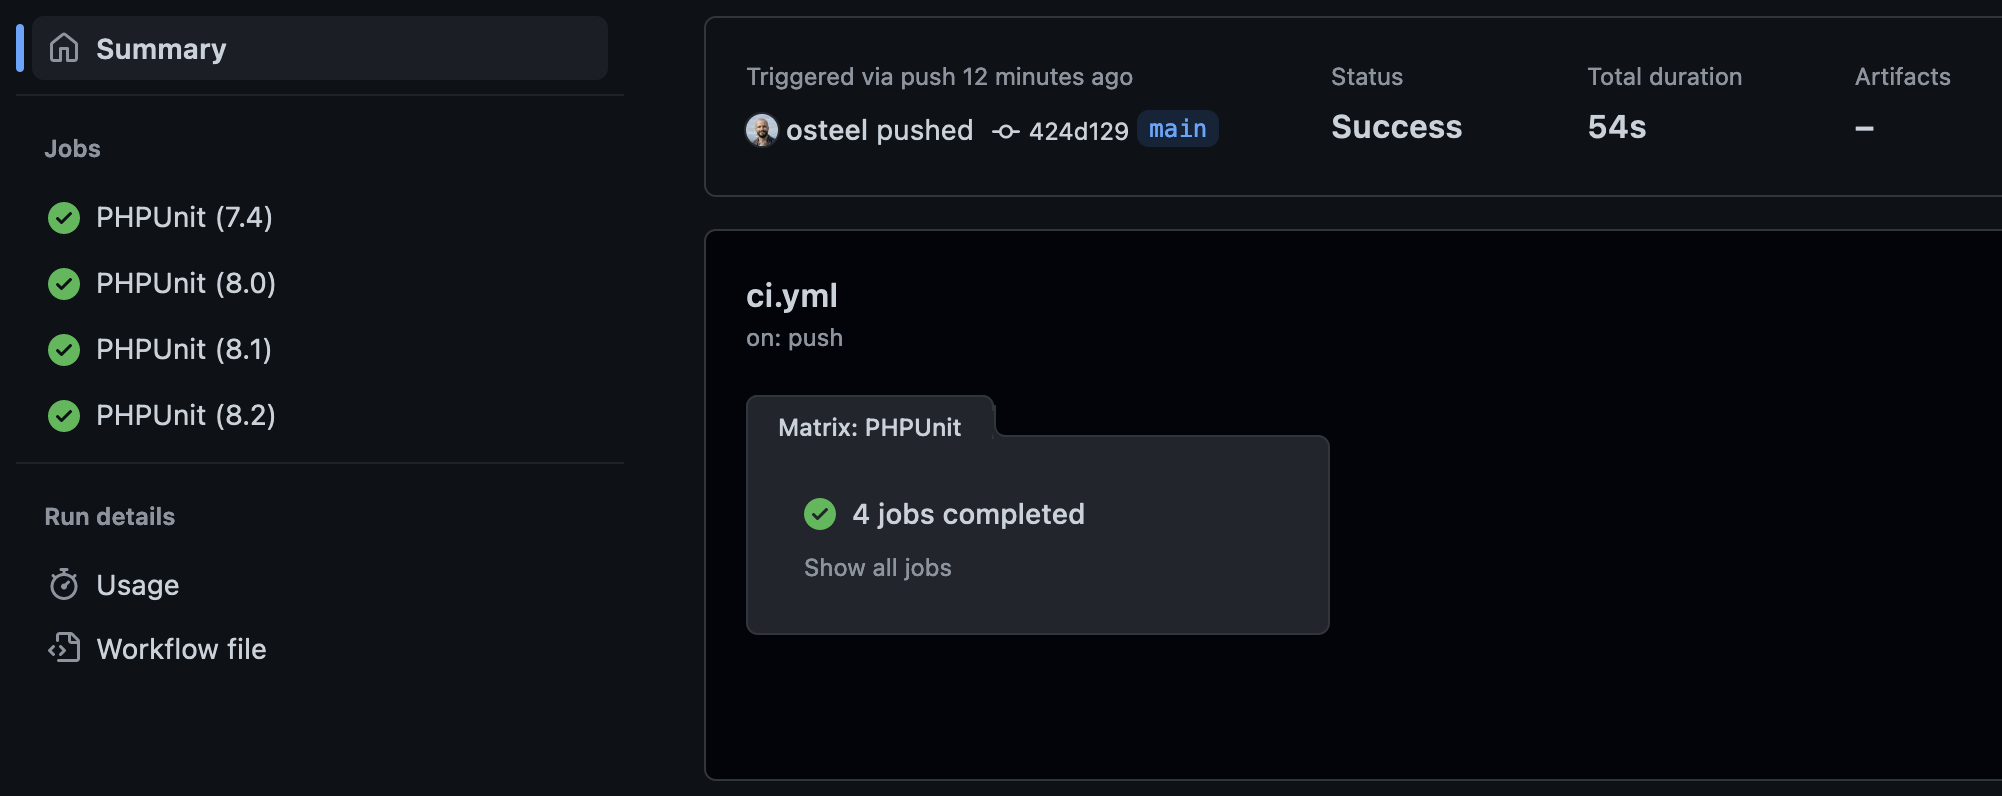 Summary
Jobs
PHPUnit (7.4)
PHPUnit (8.0)
PHPUnit (8.1)
PHPUnit (8.2)
Run details
Usage
Workflow file
Triggered via push 12 minutes ago
osteel pushed 424d129 main
Status
Success
Total duration
54s
Artifacts
–
ci.yml
on: push
Matrix: PHPUnit
4 jobs completed
Show all jobs